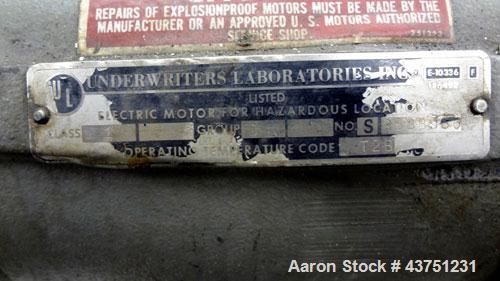 REPAIRS OF EXPLOSIONPROOF MOTORS MUST BE MADE BY THE
MANUFACTURER OR AN APPROVED U.S. MOTORS AUTHORIZED
SERVICE SHOP.
UL UNDERWRITERS LABORATORIES INC. E-10336 F
LISTED
ELECTRIC MOTOR FOR HAZARDOUS LOCATION
CLASS GROUP NO. S
OPERATING TEMPERATURE CODE T2B
Aaron Stock # 43751231